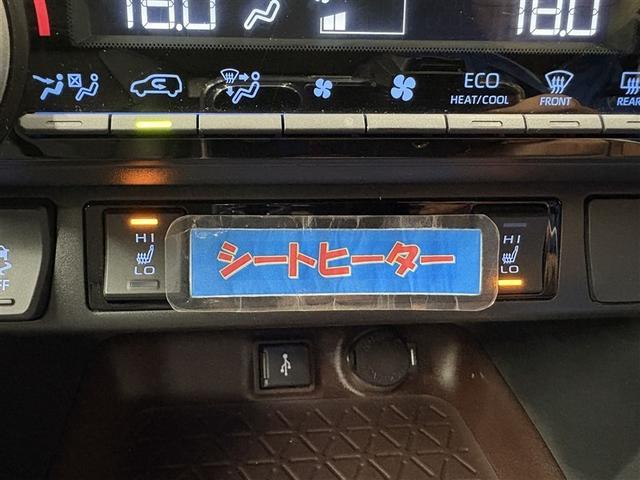 18.0
18.0
ECO
HEAT/COOL
FRONT
REAR
HI
LO
シートヒーター
HI
LO
OFF